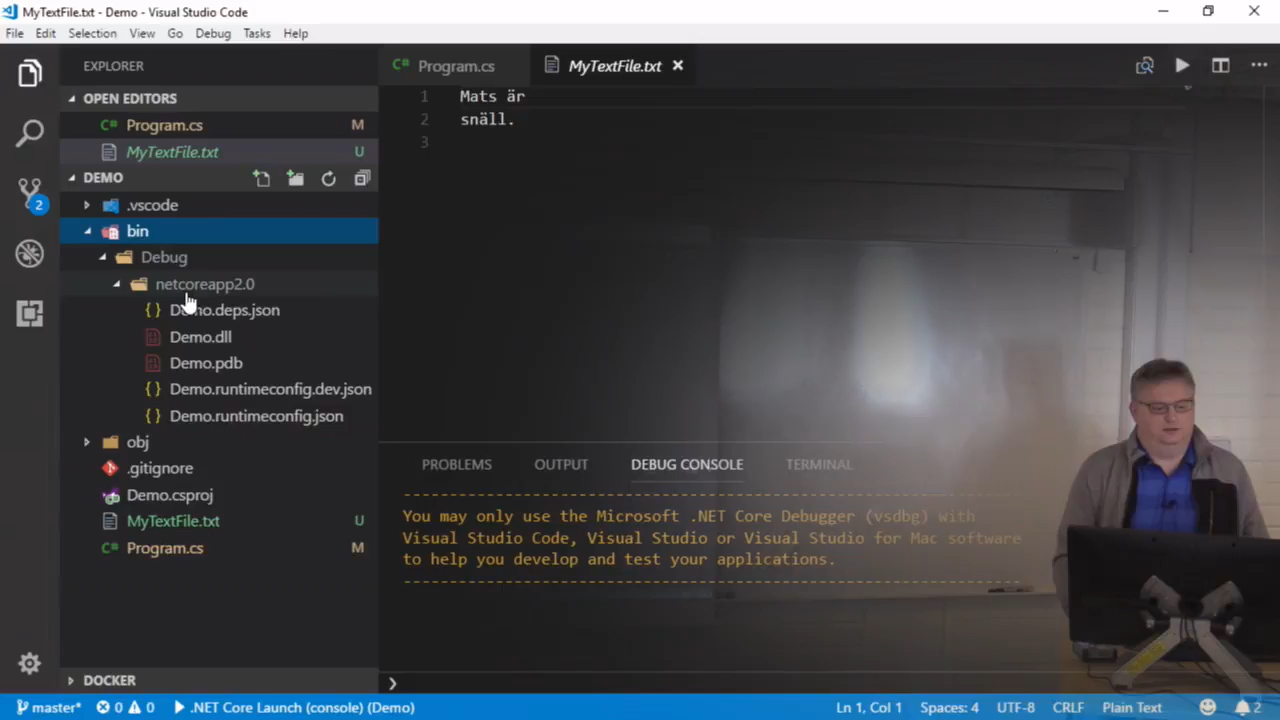 MyTextFile.txt - Demo - Visual Studio Code
File Edit Selection View Go Debug Tasks Help
EXPLORER
OPEN EDITORS
Program.cs M
MyTextFile.txt U
DEMO
.vscode
bin
Debug
netcoreapp2.0
Demo.deps.json
Demo.dll
Demo.pdb
Demo.runtimeconfig.dev.json
Demo.runtimeconfig.json
obj
.gitignore
Demo.csproj
MyTextFile.txt U
C# Program.cs M
DOCKER
2
C# Program.cs
MyTextFile.txt
1 Mats är
2 snäll.
3
PROBLEMS OUTPUT DEBUG CONSOLE TERMINAL
You may only use the Microsoft .NET Core Debugger (vsdbg) with
Visual Studio Code, Visual Studio or Visual Studio for Mac software
to help you develop and test your applications.
master* 0 0 .NET Core Launch (console) (Demo) Ln 1, Col 1 Spaces: 4 UTF-8 CRLF Plain Text 2